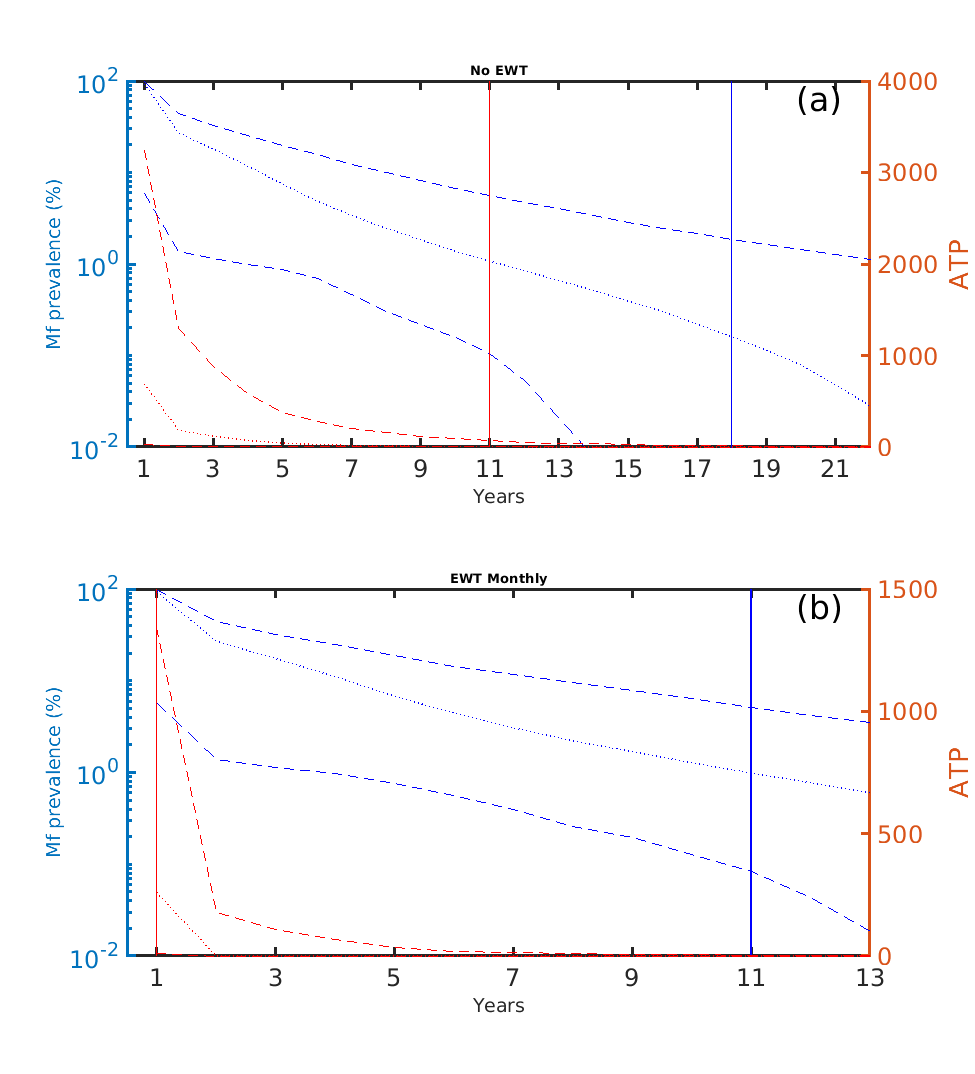 No EWT
(a)
10^2
10^0
10^-2
Mf prevalence (%)
4000
3000
2000
1000
0
ATP
1 3 5 7 9 11 13 15 17 19 21
Years
EWT Monthly
(b)
10^2
10^0
10^-2
Mf prevalence (%)
1500
1000
500
0
ATP
1 3 5 7 9 11 13
Years